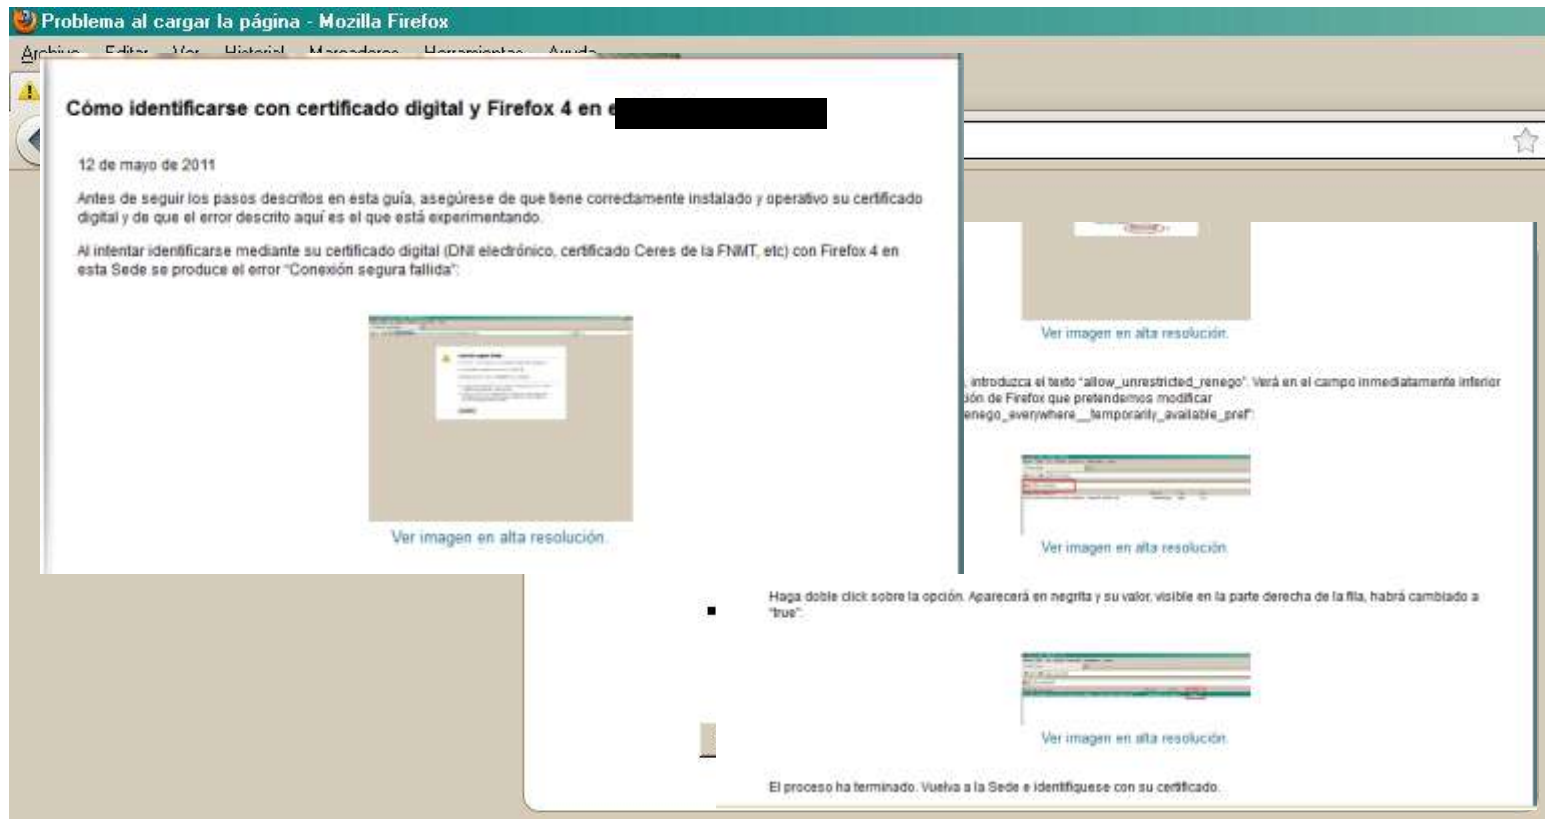 Problema al cargar la página - Mozilla Firefox
Archivo Editar Ver Historial Marcadores Herramientas Ayuda
Cómo identificarse con certificado digital y Firefox 4 en
12 de mayo de 2011
Antes de seguir los pasos descritos en esta guía, asegúrese de que tiene correctamente instalado y operativo su certificado
digital y de que el error descrito aquí es el que está experimentando.
Al intentar identificarse mediante su certificado digital (DNI electrónico, certificado Ceres de la FNMT, etc) con Firefox 4 en
esta Sede se produce el error "Conexión segura fallida":
Ver imagen en alta resolución.
Ver imagen en alta resolución.
, introduzca el texto "allow_unrestricted_renego". Verá en el campo inmediatamente inferior
ión de Firefox que pretendemos modificar
enego_everywhere__temporarily_available_pref":
Ver imagen en alta resolución.
Haga doble click sobre la opción. Aparecerá en negrita y su valor, visible en la parte derecha de la fila, habrá cambiado a
"true":
Ver imagen en alta resolución.
El proceso ha terminado. Vuelva a la Sede e identifíquese con su certificado.